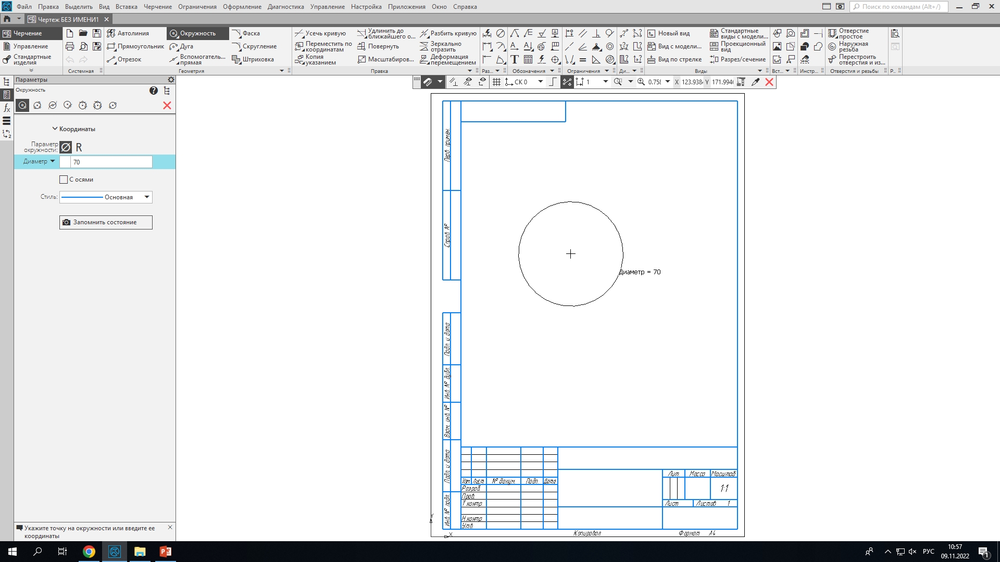 Файл Правка Выделить Вид Вставка Черчение Ограничения Оформление Диагностика Управление Настройка Приложения Окно Справка
Поиск по командам (Alt+/)
Чертеж БЕЗ ИМЕНИ1
Черчение
Управление
Стандартные изделия
Системная
Автолиния
Прямоугольник
Отрезок
Окружность
Дуга
Вспомогатель... прямая
Фаска
Скругление
Штриховка
Геометрия
Усечь кривую
Переместить по координатам
Копия указанием
Удлинить до ближайшего о...
Повернуть
Масштабиров...
Разбить кривую
Зеркально отразить
Деформация перемещением
Правка
Раз...
Обозначения
Ограничения
Ди...
Новый вид
Вид с модели...
Вид по стрелке
Стандартные виды с модели...
Проекционный вид
Разрез/сечение
Виды
Вст...
Инстр...
Отверстие простое
Наружная резьба
Перестроить отверстия и из...
Отверстия и резьбы
Р...
Параметры
Окружность
Координаты
Параметр окружности:
R
Диаметр
70
С осями
Стиль:
Основная
Запомнить состояние
СК 0
1
0.758
X 123.938
Y 171.994
Диаметр = 70
Перв. примен.
Справ. №
Подп. и дата
Инв. № дубл.
Взам. инв. №
Подп. и дата
Инв. № подл.
Изм Лист № докум. Подп. Дата
Разраб.
Пров.
Т.контр.
Н.контр.
Утв.
Лит. Масса Масштаб
1:1
Лист Листов 1
Копировал
Формат A4
Y
X
Укажите точку на окружности или введите ее
координаты
РУС
10:57
09.11.2022
1